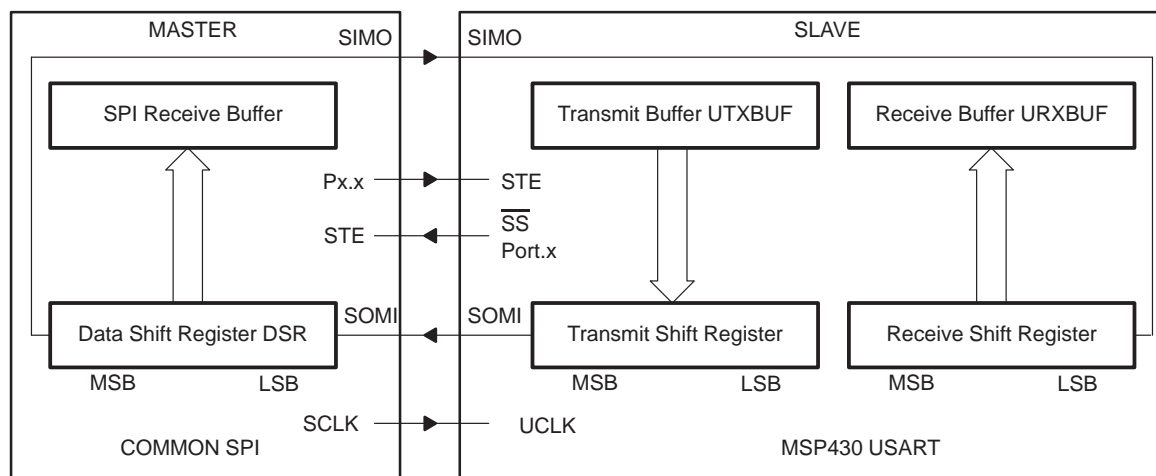 MASTER
SLAVE
SIMO
SIMO
SPI Receive Buffer
Transmit Buffer UTXBUF
Receive Buffer URXBUF
Px.x
STE
STE
SS
Port.x
SOMI
SOMI
Data Shift Register DSR
Transmit Shift Register
Receive Shift Register
MSB
LSB
MSB
LSB
MSB
LSB
SCLK
UCLK
COMMON SPI
MSP430 USART